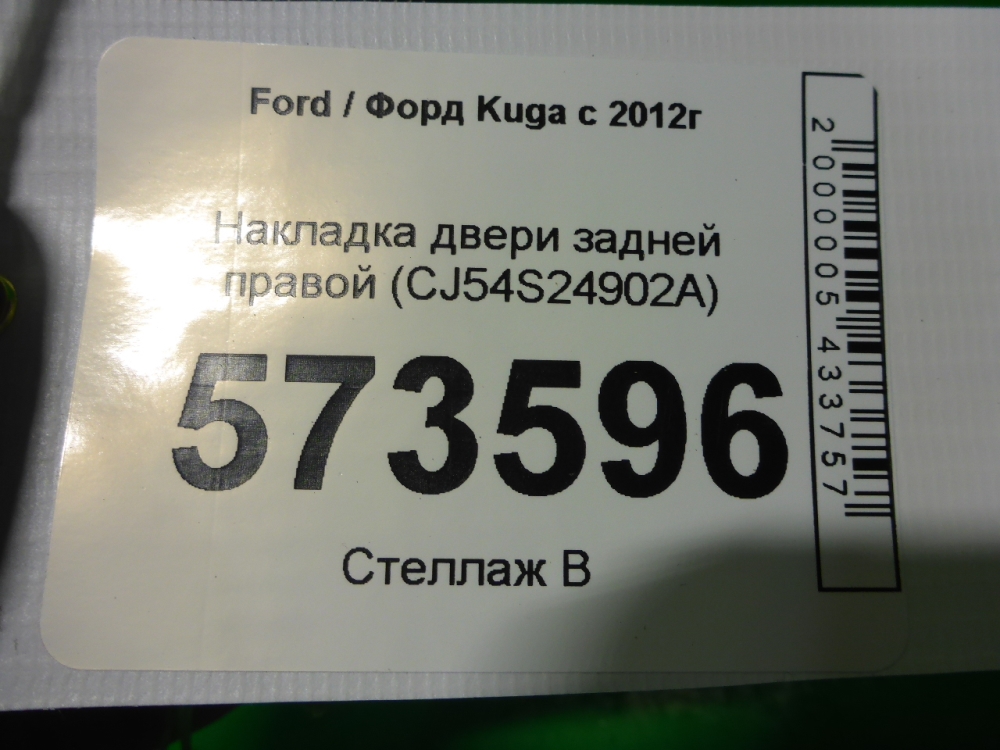 Ford / Форд Kuga с 2012г
Накладка двери задней
правой (CJ54S24902A)
573596
Стеллаж В
2000005433757